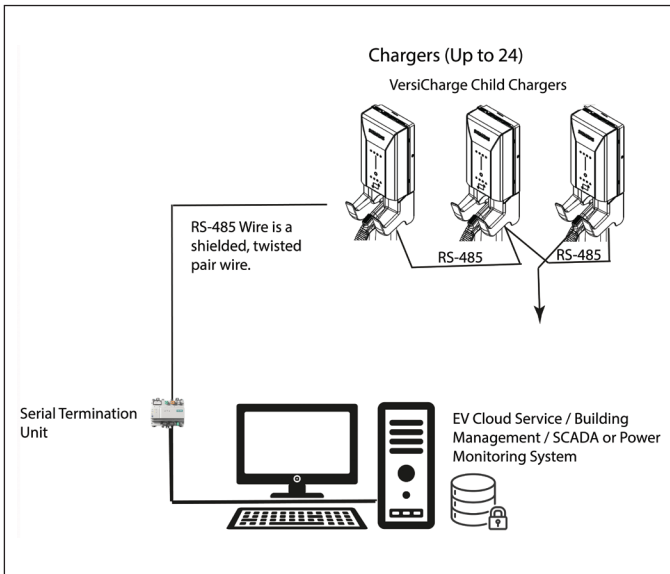 Chargers (Up to 24)
VersiCharge Child Chargers
RS-485 Wire is a
shielded, twisted
pair wire.
RS-485
RS-485
Serial Termination
Unit
EV Cloud Service / Building
Management / SCADA or Power
Monitoring System